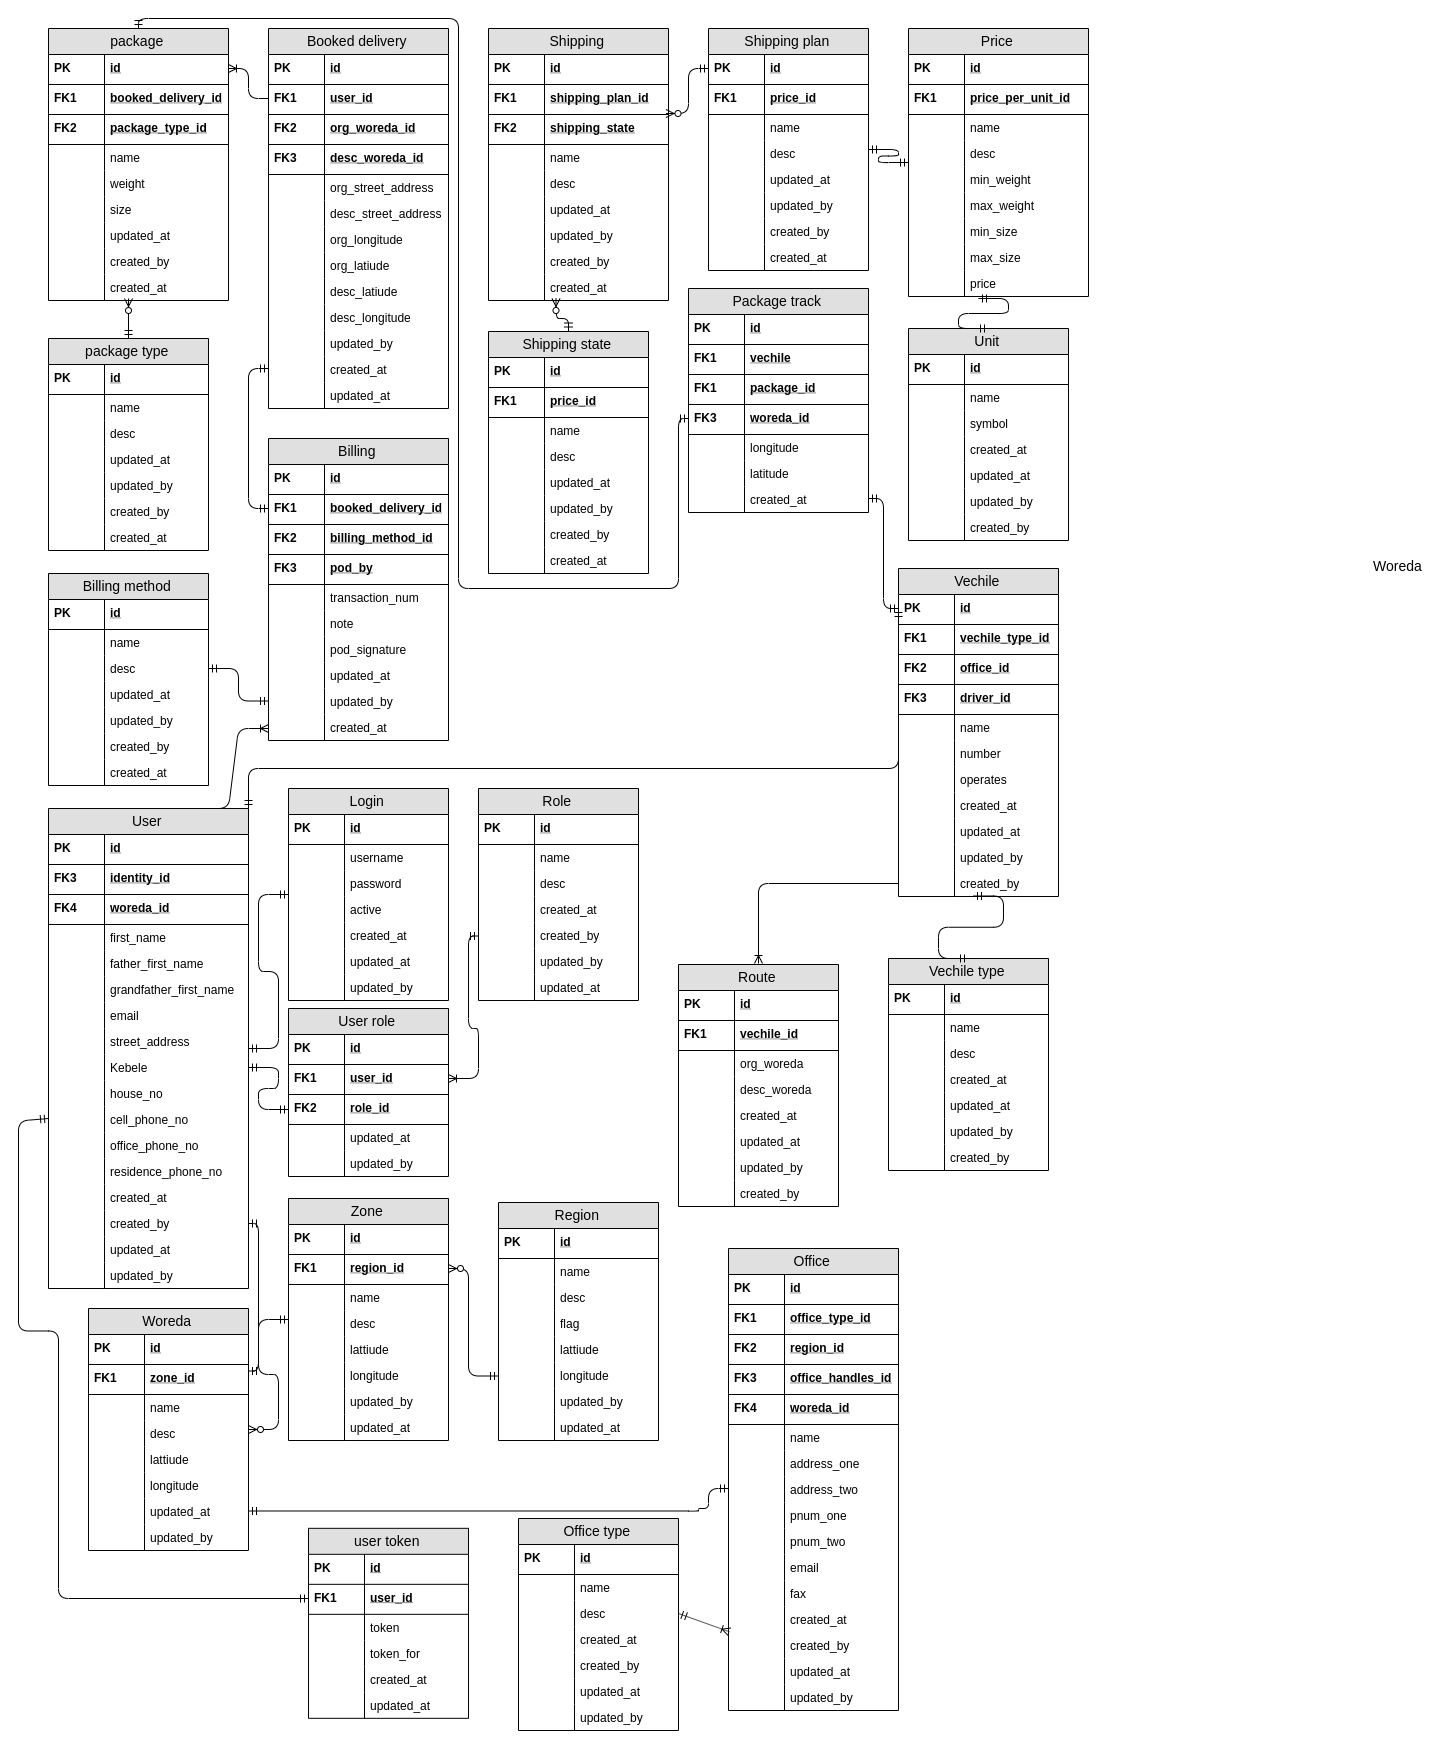 package
PK id
FK1 booked_delivery_id
FK2 package_type_id
name
weight
size
updated_at
created_by
created_at
Booked delivery
PK id
FK1 user_id
FK2 org_woreda_id
FK3 desc_woreda_id
org_street_address
desc_street_address
org_longitude
org_latiude
desc_latiude
desc_longitude
updated_by
created_at
updated_at
Shipping
PK id
FK1 shipping_plan_id
FK2 shipping_state
name
desc
updated_at
updated_by
created_by
created_at
Shipping plan
PK id
FK1 price_id
name
desc
updated_at
updated_by
created_by
created_at
Price
PK id
FK1 price_per_unit_id
name
desc
min_weight
max_weight
min_size
max_size
price
package type
PK id
name
desc
updated_at
updated_by
created_by
created_at
Shipping state
PK id
FK1 price_id
name
desc
updated_at
updated_by
created_by
created_at
Package track
PK id
FK1 vechile
FK1 package_id
FK3 woreda_id
longitude
latitude
created_at
Unit
PK id
name
symbol
created_at
updated_at
updated_by
created_by
Billing
PK id
FK1 booked_delivery_id
FK2 billing_method_id
FK3 pod_by
transaction_num
note
pod_signature
updated_at
updated_by
created_at
Woreda
Billing method
PK id
name
desc
updated_at
updated_by
created_by
created_at
Vechile
PK id
FK1 vechile_type_id
FK2 office_id
FK3 driver_id
name
number
operates
created_at
updated_at
updated_by
created_by
User
PK id
FK3 identity_id
FK4 woreda_id
first_name
father_first_name
grandfather_first_name
email
street_address
Kebele
house_no
cell_phone_no
office_phone_no
residence_phone_no
created_at
created_by
updated_at
updated_by
Login
PK id
username
password
active
created_at
updated_at
updated_by
Role
PK id
name
desc
created_at
created_by
updated_by
updated_at
User role
PK id
FK1 user_id
FK2 role_id
updated_at
updated_by
Route
PK id
FK1 vechile_id
org_woreda
desc_woreda
created_at
updated_at
updated_by
created_by
Vechile type
PK id
name
desc
created_at
updated_at
updated_by
created_by
Zone
PK id
FK1 region_id
name
desc
lattiude
longitude
updated_by
updated_at
Region
PK id
name
desc
flag
lattiude
longitude
updated_by
updated_at
Office
PK id
FK1 office_type_id
FK2 region_id
FK3 office_handles_id
FK4 woreda_id
name
address_one
address_two
pnum_one
pnum_two
email
fax
created_at
created_by
updated_at
updated_by
Woreda
PK id
FK1 zone_id
name
desc
lattiude
longitude
updated_at
updated_by
user token
PK id
FK1 user_id
token
token_for
created_at
updated_at
Office type
PK id
name
desc
created_at
created_by
updated_at
updated_by